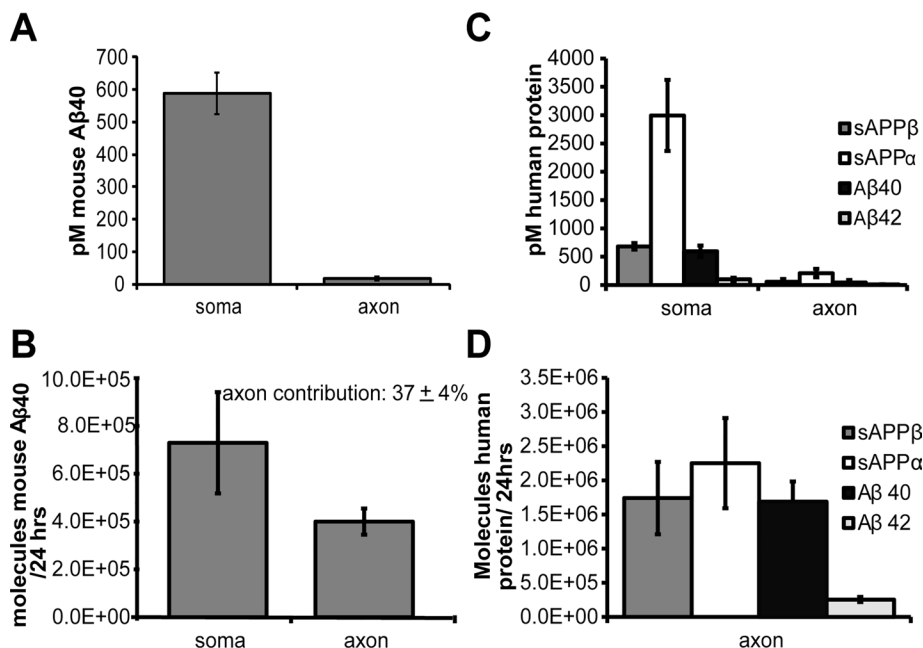 A
pM mouse Aβ40
700
600
500
400
300
200
100
0
soma
axon
B
molecules mouse Aβ40
/24 hrs
10.0E+05
8.0E+05
6.0E+05
4.0E+05
2.0E+05
0.0E+00
axon contribution: 37 ± 4%
soma
axon
C
pM human protein
4000
3500
3000
2500
2000
1500
1000
500
0
sAPPβ
sAPPα
Aβ40
Aβ42
soma
axon
D
Molecules human
protein/ 24hrs
3.5E+06
3.0E+06
2.5E+06
2.0E+06
1.5E+06
1.0E+06
5.0E+05
0.0E+00
sAPPβ
sAPPα
Aβ 40
Aβ 42
axon